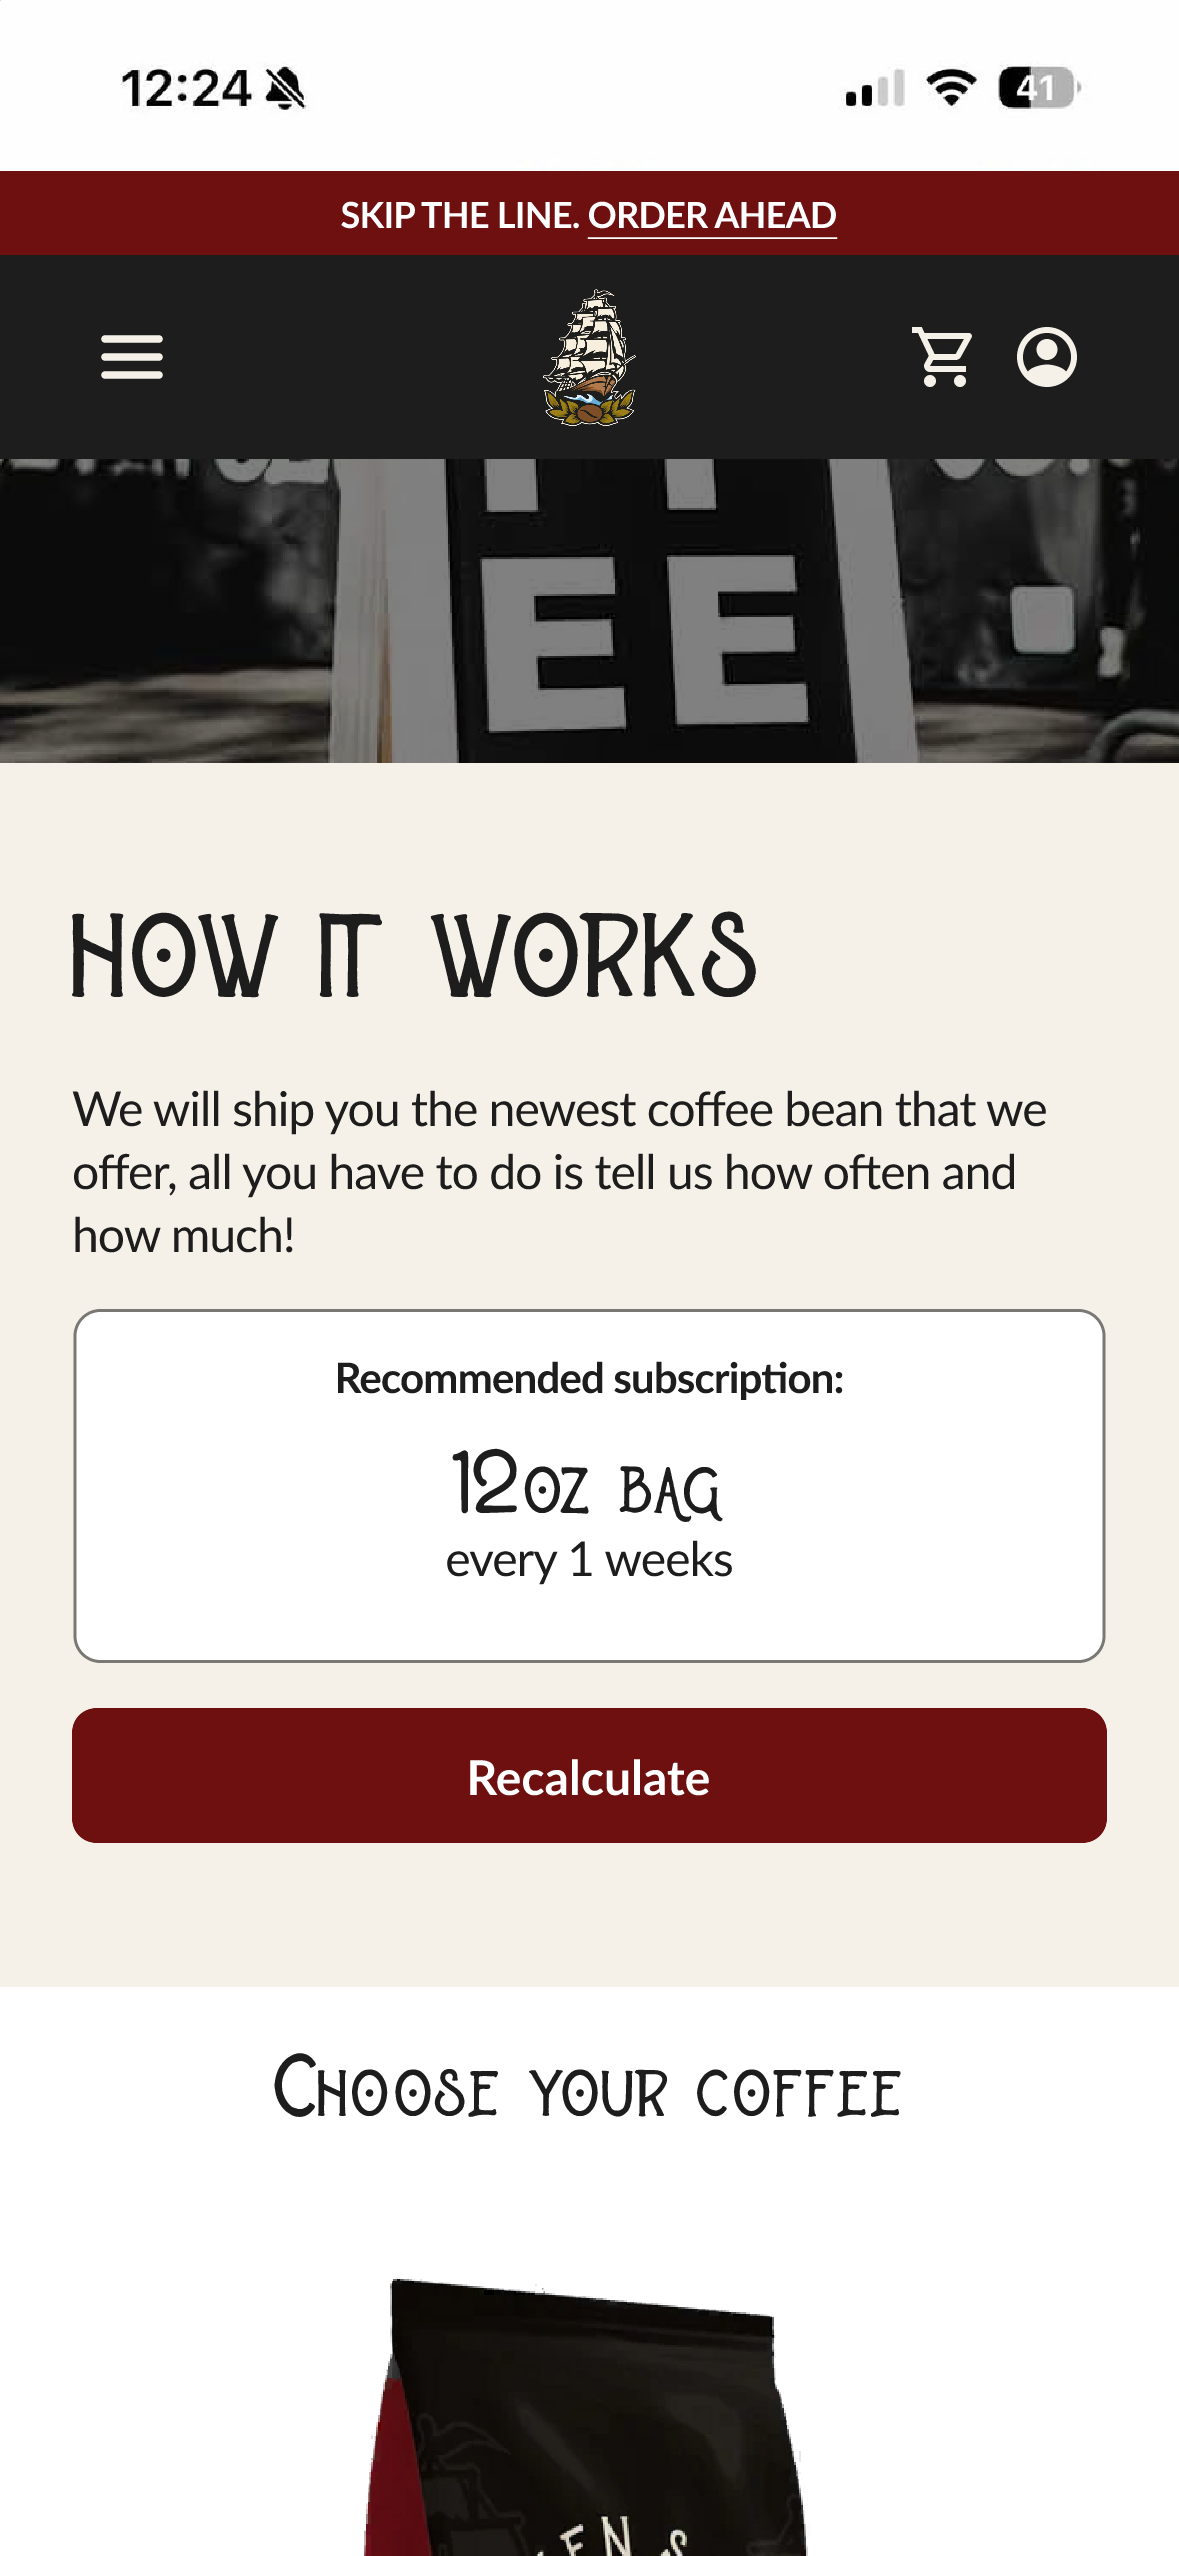 12:24
41
SKIP THE LINE. ORDER AHEAD
EE
HOW IT WORKS
We will ship you the newest coffee bean that we
offer, all you have to do is tell us how often and
how much!
Recommended subscription:
12OZ BAG
every 1 weeks
Recalculate
CHOOSE YOUR COFFEE